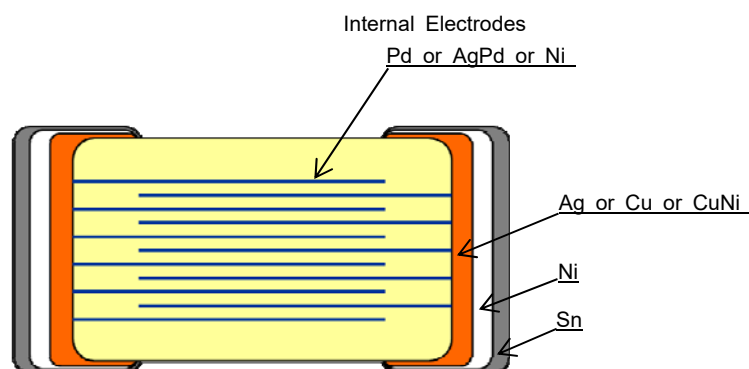 Internal Electrodes
Pd or AgPd or Ni
Ag or Cu or CuNi
Ni
Sn